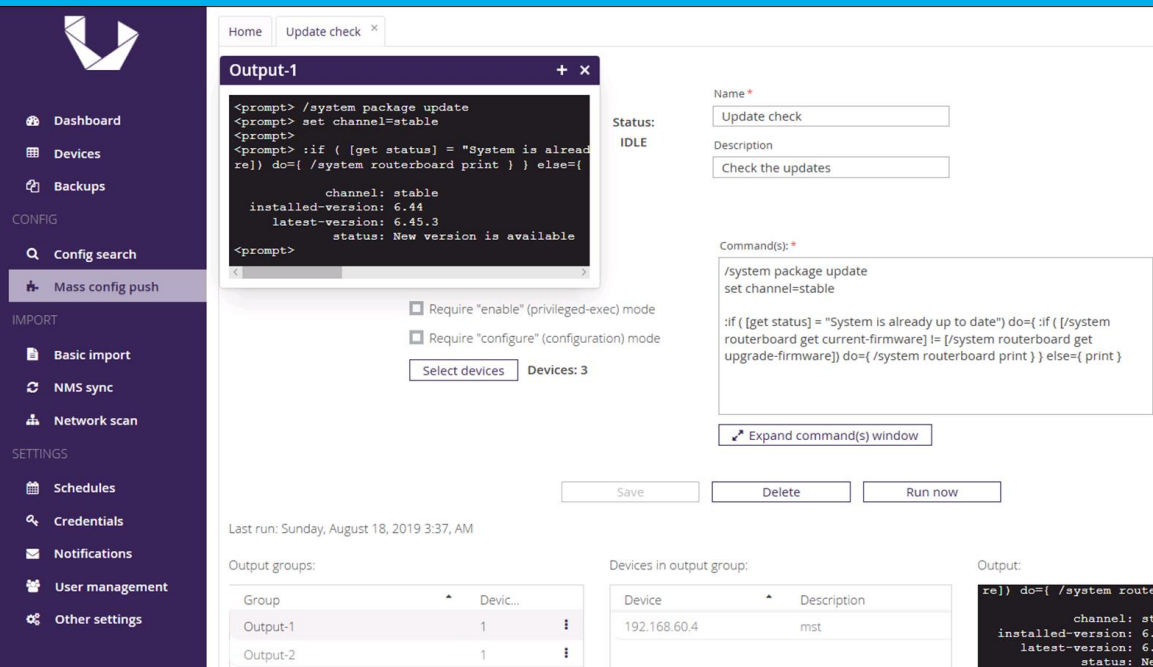 Dashboard
Devices
Backups
CONFIG
Config search
Mass config push
IMPORT
Basic import
NMS sync
Network scan
SETTINGS
Schedules
Credentials
Notifications
User management
Other settings
Home
Update check ×
Output-1 + ×
<prompt> /system package update
<prompt> set channel=stable
<prompt>
<prompt> :if ( [get status] = "System is alread
re]) do={ /system routerboard print } } else={
channel: stable
installed-version: 6.44
latest-version: 6.45.3
status: New version is available
<prompt>
Status:
IDLE
Name *
Update check
Description
Check the updates
Require "enable" (privileged-exec) mode
Require "configure" (configuration) mode
Select devices Devices: 3
Command(s): *
/system package update
set channel=stable
:if ( [get status] = "System is already up to date") do={ :if ( [/system
routerboard get current-firmware] != [/system routerboard get
upgrade-firmware]) do={ /system routerboard print } } else={ print }
Expand command(s) window
Save
Delete
Run now
Last run: Sunday, August 18, 2019 3:37, AM
Output groups:
Group Devic...
Output-1 1
Output-2 1
Devices in output group:
Device Description
192.168.60.4 mst
Output:
re]) do={ /system route
channel: st
installed-version: 6.
latest-version: 6.
status: Ne